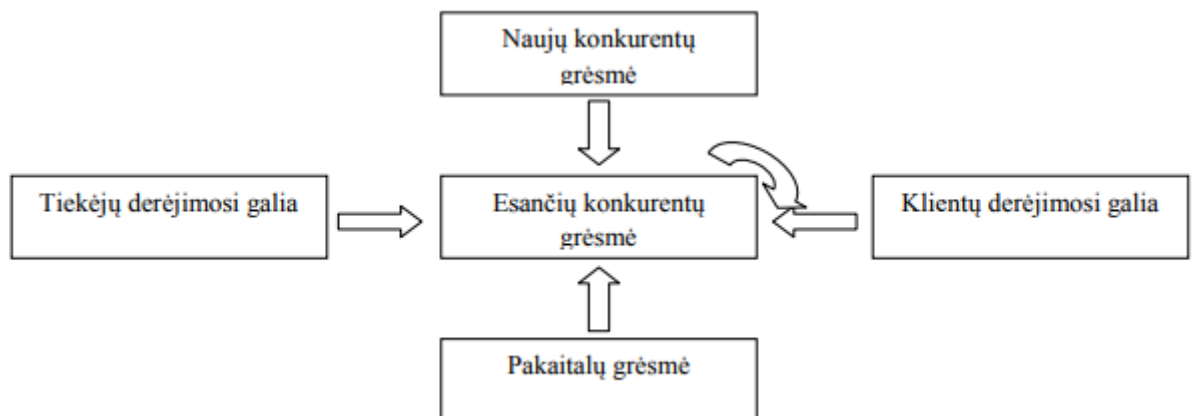 Naujų konkurentų
grėsmė
Tiekėjų derėjimosi galia
Esančių konkurentų
grėsmė
Klientų derėjimosi galia
Pakaitalų grėsmė